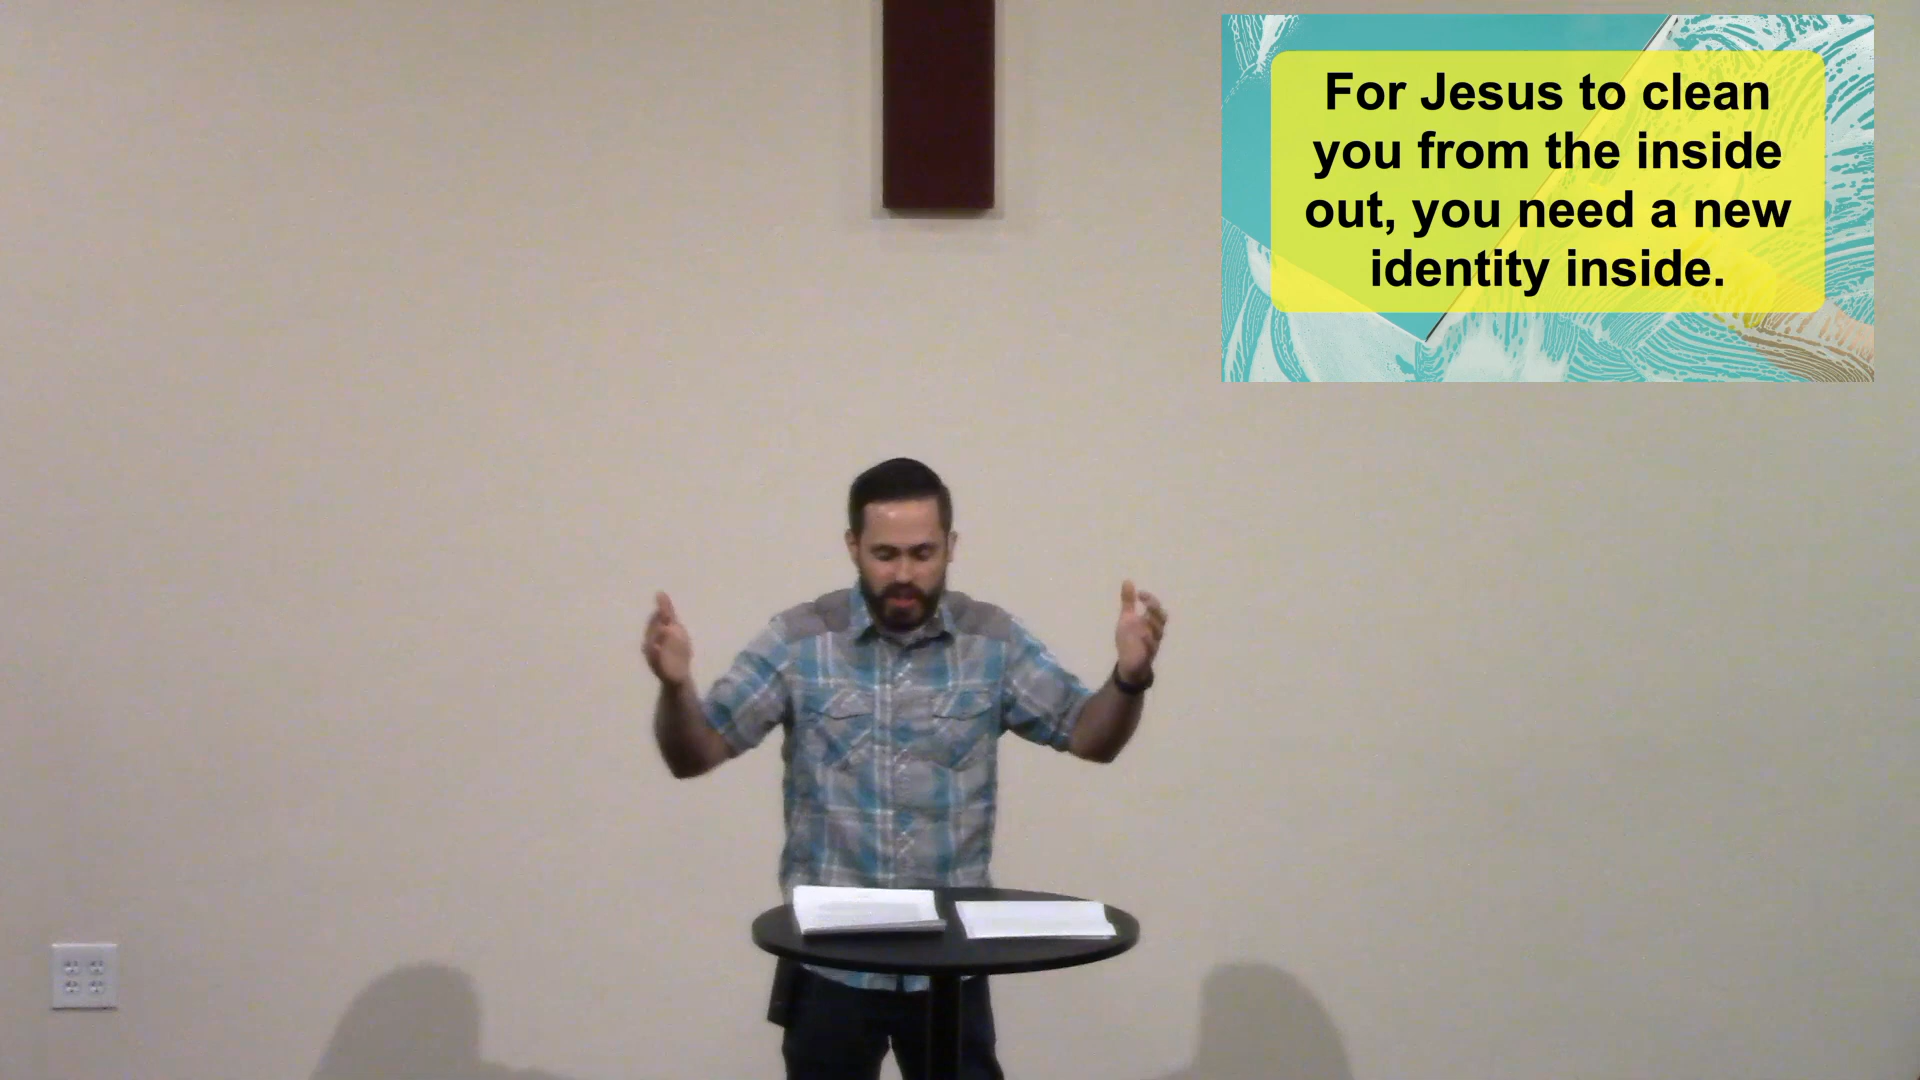 For Jesus to clean
you from the inside
out, you need a new
identity inside.